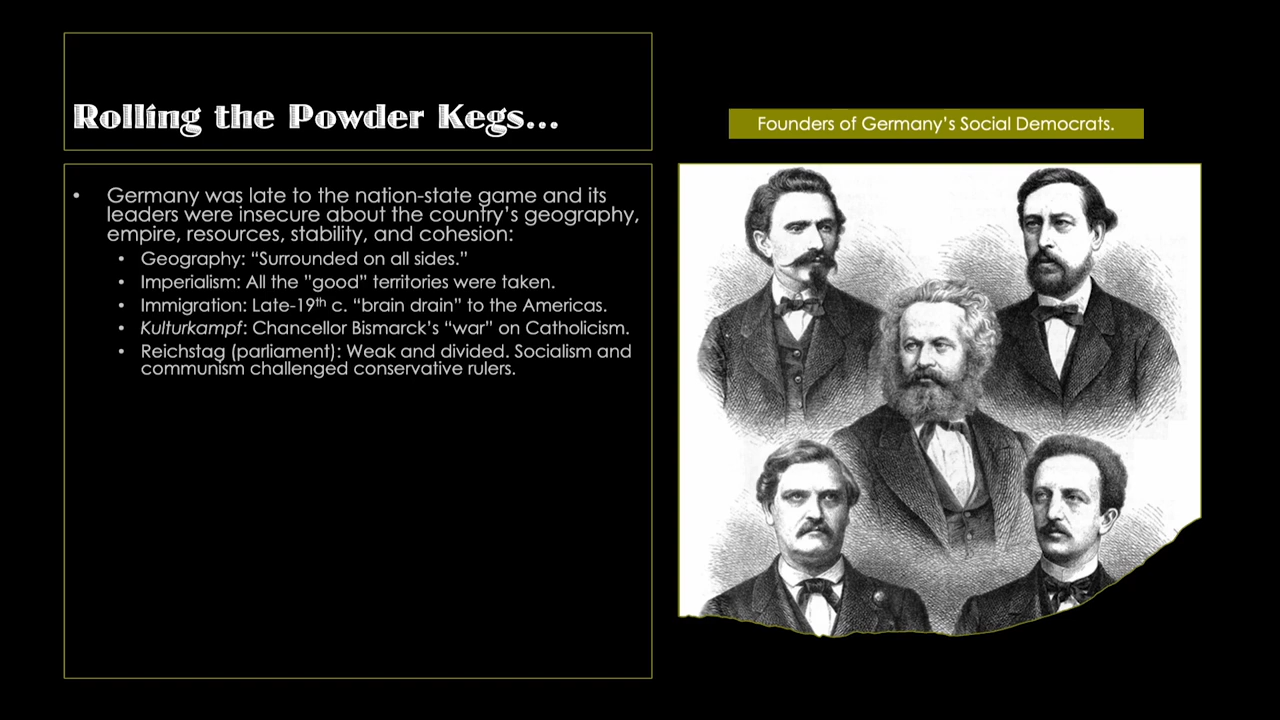 Rolling the Powder Kegs...
Founders of Germany's Social Democrats.
• Germany was late to the nation-state game and its
leaders were insecure about the country's geography,
empire, resources, stability, and cohesion:
• Geography: “Surrounded on all sides.”
• Imperialism: All the ”good” territories were taken.
• Immigration: Late-19th c. “brain drain” to the Americas.
• Kulturkampf: Chancellor Bismarck's “war” on Catholicism.
• Reichstag (parliament): Weak and divided. Socialism and
communism challenged conservative rulers.